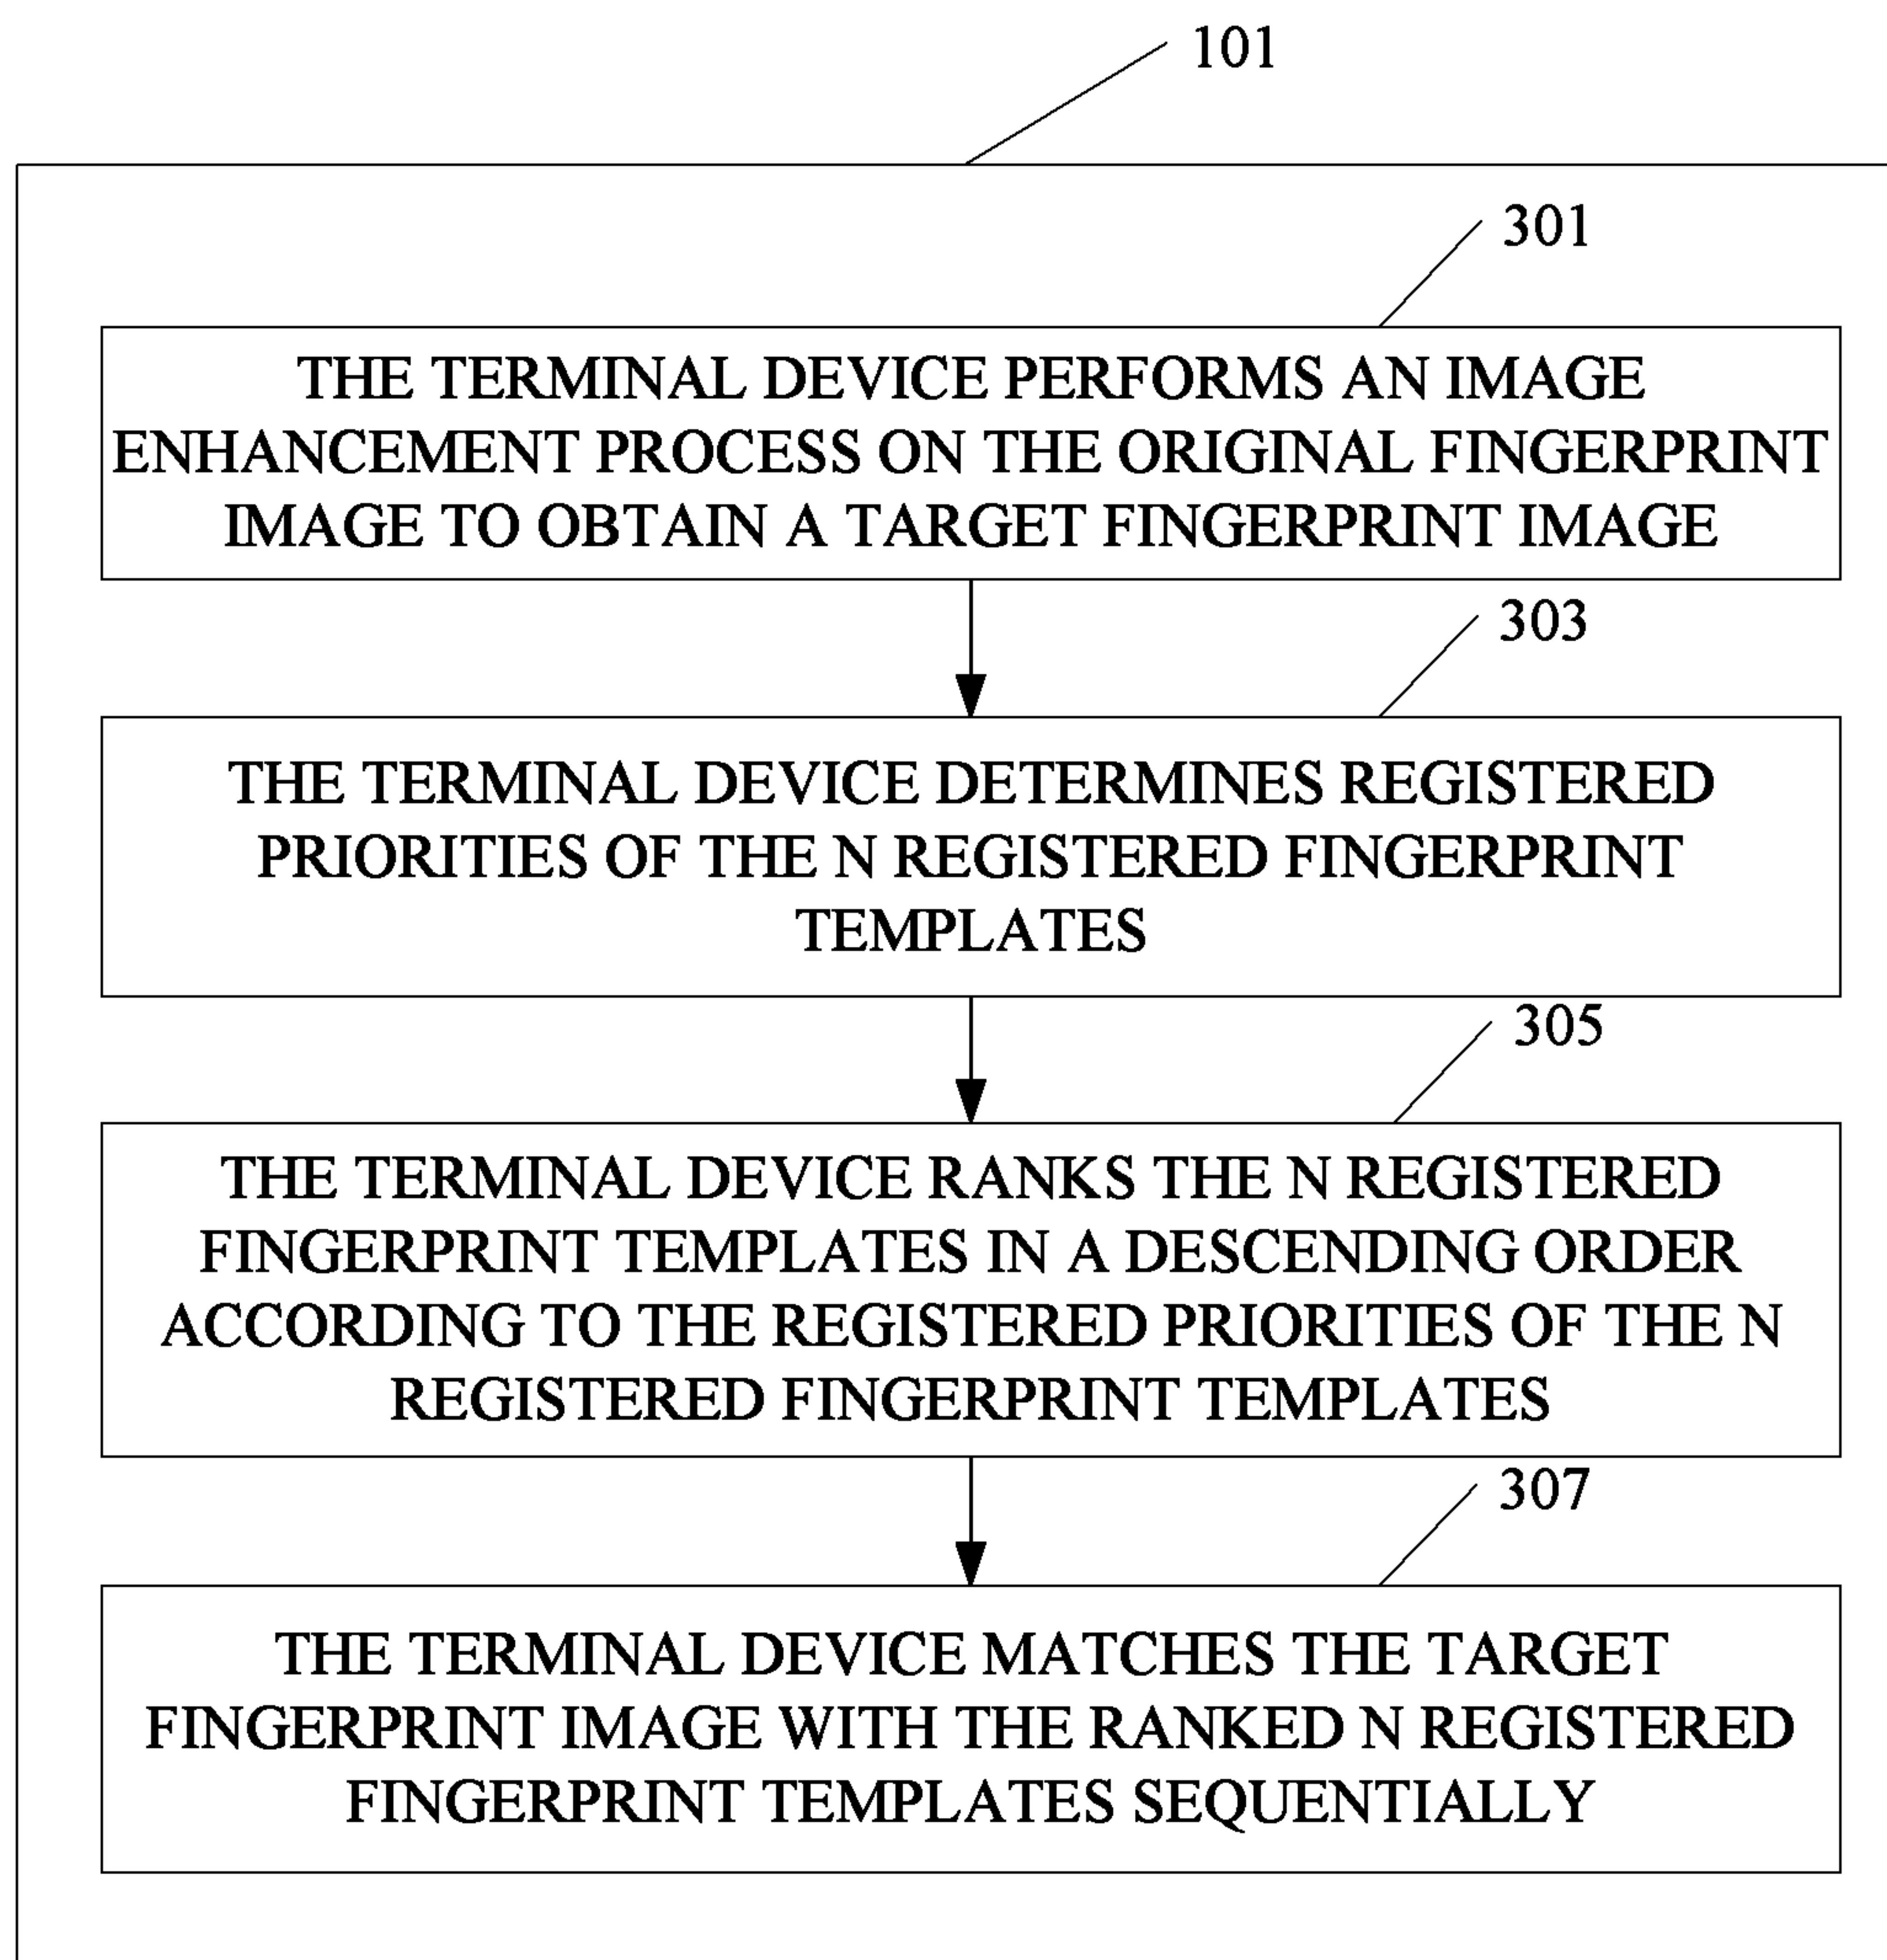 101
301
THE TERMINAL DEVICE PERFORMS AN IMAGE
ENHANCEMENT PROCESS ON THE ORIGINAL FINGERPRINT
IMAGE TO OBTAIN A TARGET FINGERPRINT IMAGE
303
THE TERMINAL DEVICE DETERMINES REGISTERED
PRIORITIES OF THE N REGISTERED FINGERPRINT
TEMPLATES
305
THE TERMINAL DEVICE RANKS THE N REGISTERED
FINGERPRINT TEMPLATES IN A DESCENDING ORDER
ACCORDING TO THE REGISTERED PRIORITIES OF THE N
REGISTERED FINGERPRINT TEMPLATES
307
THE TERMINAL DEVICE MATCHES THE TARGET
FINGERPRINT IMAGE WITH THE RANKED N REGISTERED
FINGERPRINT TEMPLATES SEQUENTIALLY